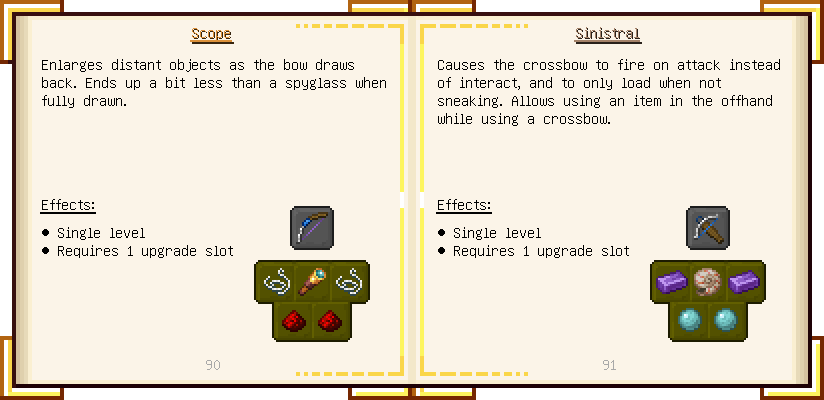 Scope
Enlarges distant objects as the bow draws
back. Ends up a bit less than a spyglass when
fully drawn.
Effects:
● Single level
● Requires 1 upgrade slot
90
Sinistral
Causes the crossbow to fire on attack instead
of interact, and to only load when not
sneaking. Allows using an item in the offhand
while using a crossbow.
Effects:
● Single level
● Requires 1 upgrade slot
91